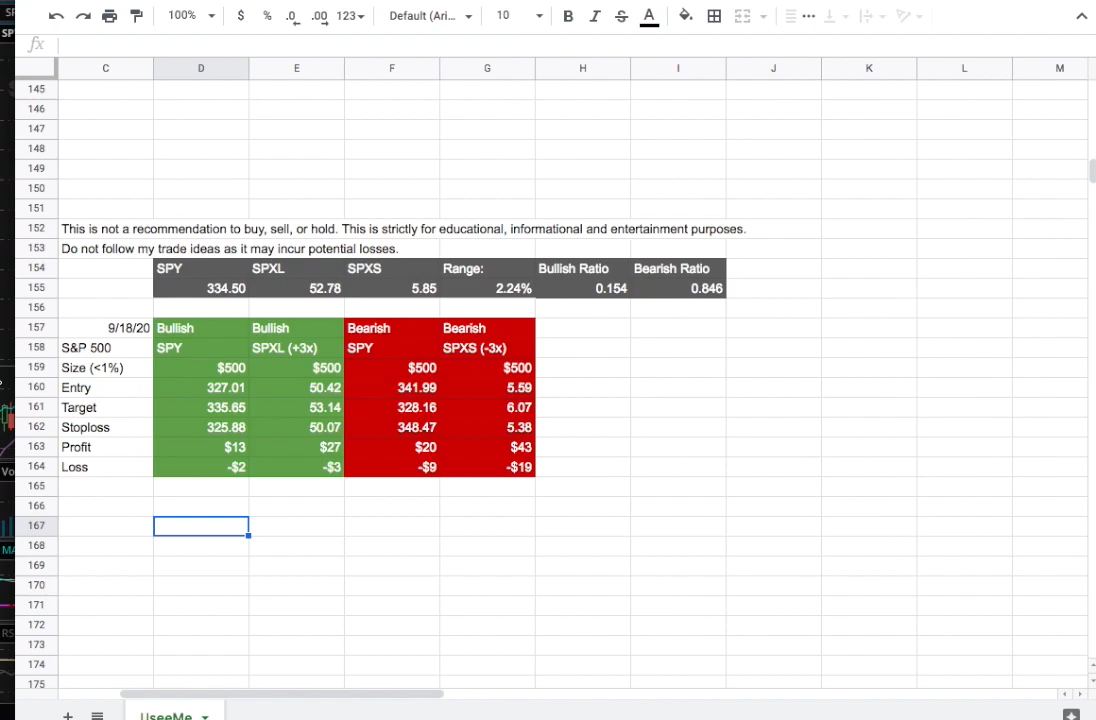 100% $ % .0 .00 123 Default (Ari... 10 B I S A
fx
C D E F G H I J K L M
145
146
147
148
149
150
151
152 This is not a recommendation to buy, sell, or hold. This is strictly for educational, informational and entertainment purposes.
153 Do not follow my trade ideas as it may incur potential losses.
154 SPY SPXL SPXS Range: Bullish Ratio Bearish Ratio
155 334.50 52.78 5.85 2.24% 0.154 0.846
156
157 9/18/20 Bullish Bullish Bearish Bearish
158 S&P 500 SPY SPXL (+3x) SPY SPXS (-3x)
159 Size (<1%) $500 $500 $500 $500
160 Entry 327.01 50.42 341.99 5.59
161 Target 335.65 53.14 328.16 6.07
162 Stoploss 325.88 50.07 348.47 5.38
163 Profit $13 $27 $20 $43
164 Loss -$2 -$3 -$9 -$19
165
166
167
168
169
170
171
172
173
174
175
UseeMe